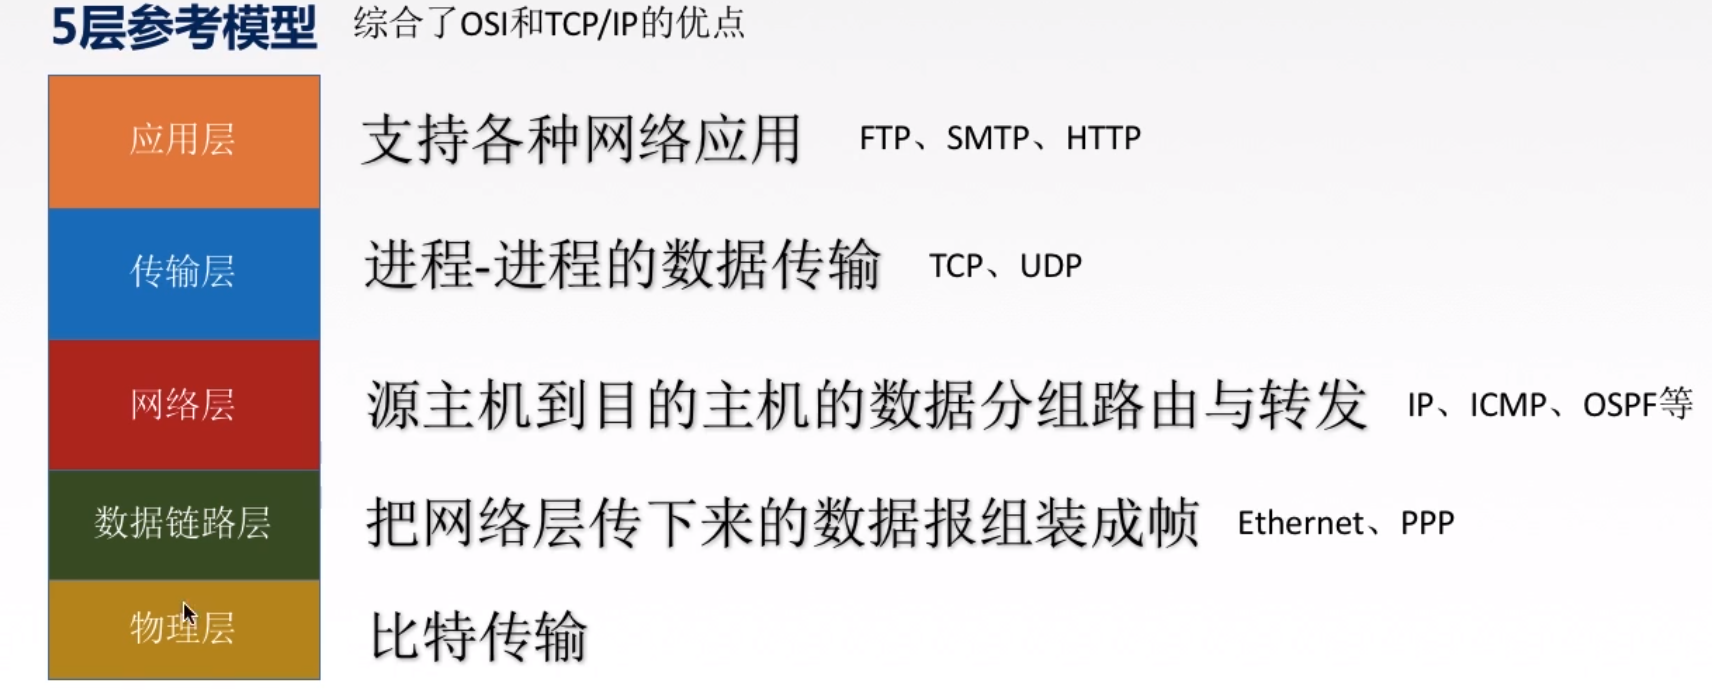 5层参考模型 综合了OSI和TCP/IP的优点
应用层 支持各种网络应用 FTP、SMTP、HTTP
传输层 进程-进程的数据传输 TCP、UDP
网络层 源主机到目的主机的数据分组路由与转发 IP、ICMP、OSPF等
数据链路层 把网络层传下来的数据报组装成帧 Ethernet、PPP
物理层 比特传输